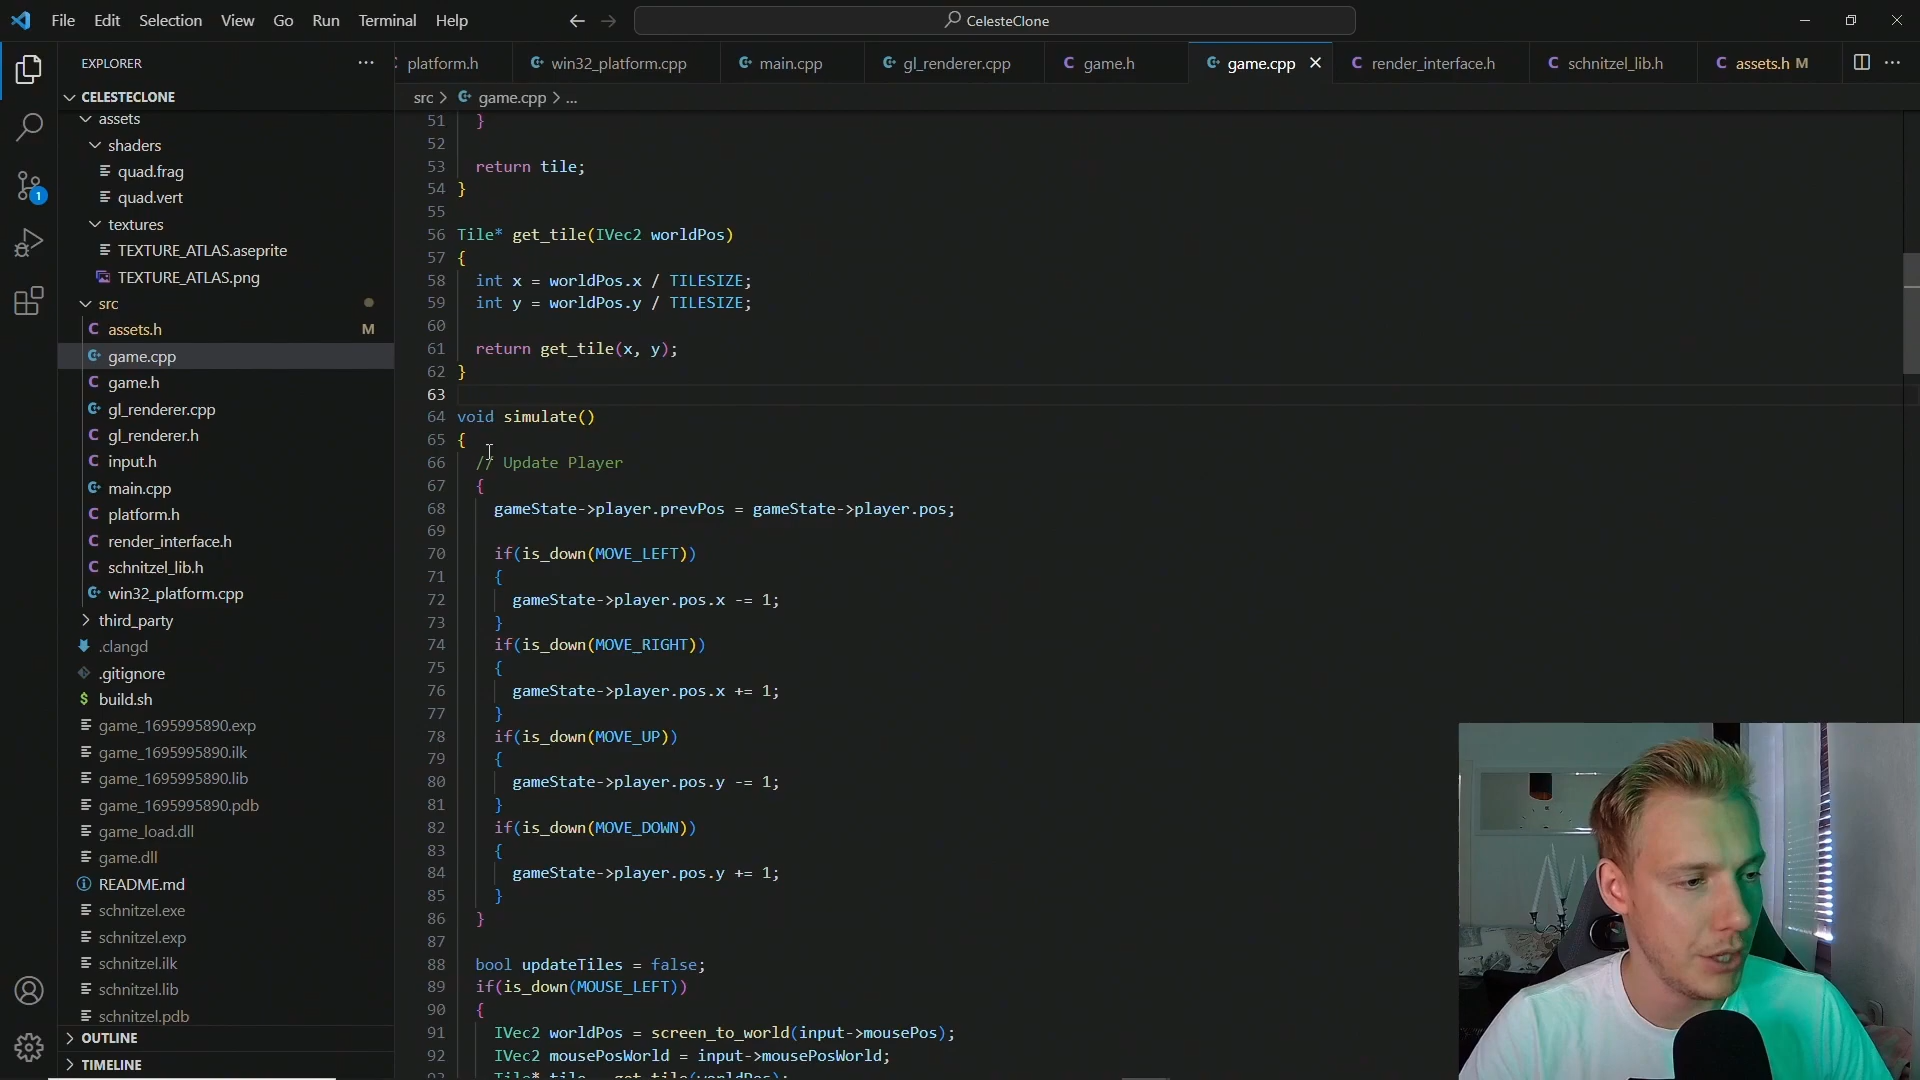 File Edit Selection View Go Run Terminal Help
CelesteClone
EXPLORER
platform.h win32_platform.cpp main.cpp gl_renderer.cpp game.h game.cpp render_interface.h schnitzel_lib.h assets.h M
CELESTECLONE
src > game.cpp > ...
assets
shaders
quad.frag
quad.vert
textures
TEXTURE_ATLAS.aseprite
TEXTURE_ATLAS.png
src
assets.h M
game.cpp
game.h
gl_renderer.cpp
gl_renderer.h
input.h
main.cpp
platform.h
render_interface.h
schnitzel_lib.h
win32_platform.cpp
third_party
.clangd
.gitignore
build.sh
game_1695995890.exp
game_1695995890.ilk
game_1695995890.lib
game_1695995890.pdb
game_load.dll
game.dll
README.md
schnitzel.exe
schnitzel.exp
schnitzel.ilk
schnitzel.lib
schnitzel.pdb
OUTLINE
TIMELINE
1
51 }
52
53 return tile;
54 }
55
56 Tile* get_tile(IVec2 worldPos)
57 {
58 int x = worldPos.x / TILESIZE;
59 int y = worldPos.y / TILESIZE;
60
61 return get_tile(x, y);
62 }
63
64 void simulate()
65 {
66 // Update Player
67 {
68 gameState->player.prevPos = gameState->player.pos;
69
70 if(is_down(MOVE_LEFT))
71 {
72 gameState->player.pos.x -= 1;
73 }
74 if(is_down(MOVE_RIGHT))
75 {
76 gameState->player.pos.x += 1;
77 }
78 if(is_down(MOVE_UP))
79 {
80 gameState->player.pos.y -= 1;
81 }
82 if(is_down(MOVE_DOWN))
83 {
84 gameState->player.pos.y += 1;
85 }
86 }
87
88 bool updateTiles = false;
89 if(is_down(MOUSE_LEFT))
90 {
91 IVec2 worldPos = screen_to_world(input->mousePos);
92 IVec2 mousePosWorld = input->mousePosWorld;
93 Tile* tile = get_tile(worldPos);